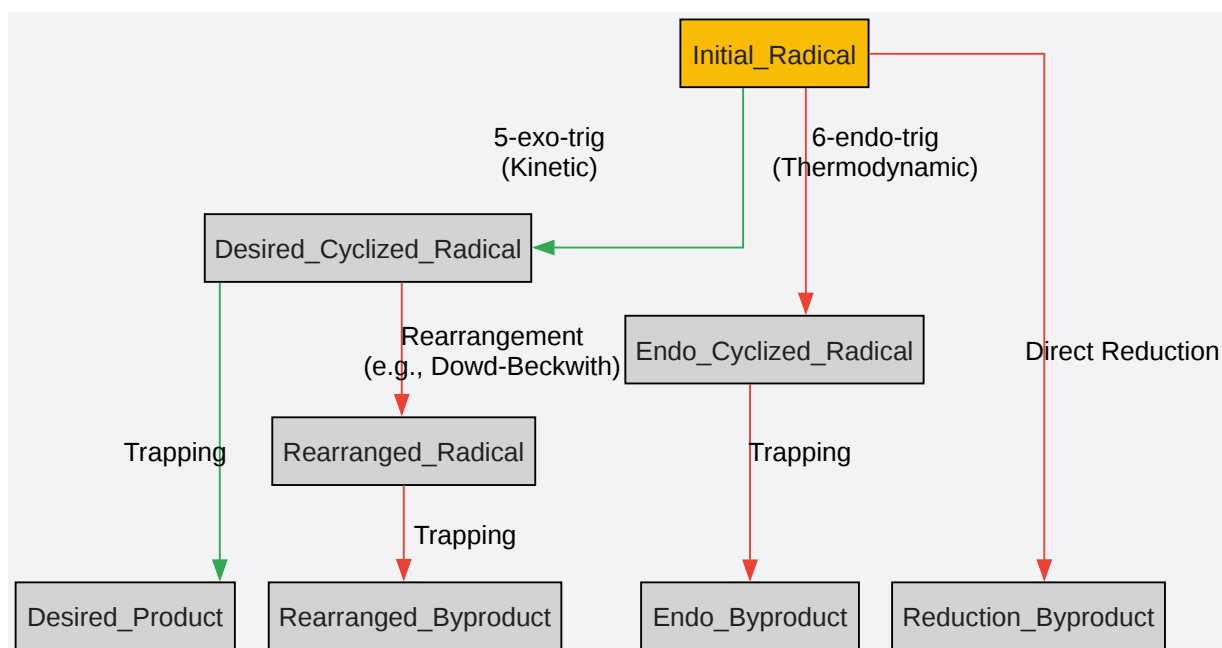 Initial_Radical
5-exo-trig
(Kinetic)
6-endo-trig
(Thermodynamic)
Desired_Cyclized_Radical
Rearrangement
(e.g., Dowd-Beckwith)
Endo_Cyclized_Radical
Direct Reduction
Trapping
Rearranged_Radical
Trapping
Trapping
Desired_Product
Rearranged_Byproduct
Endo_Byproduct
Reduction_Byproduct